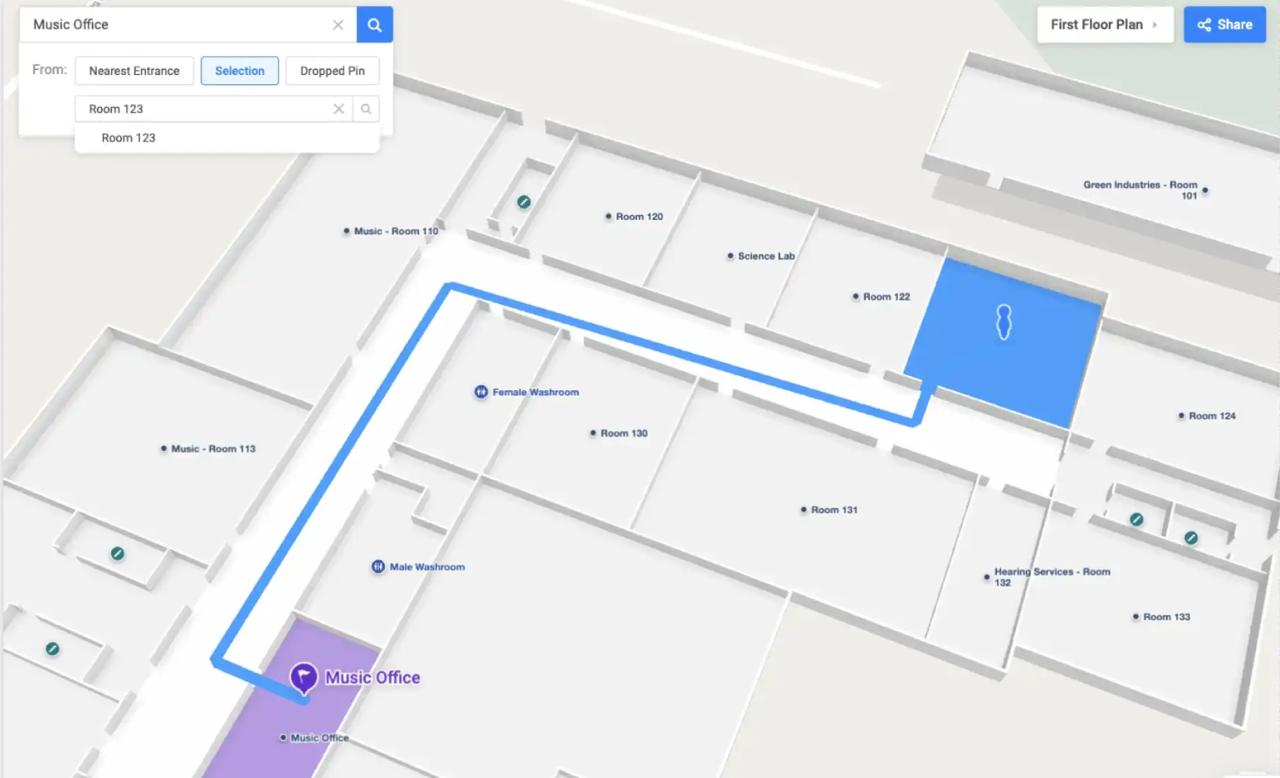 Music Office
First Floor Plan
Share
From:
Nearest Entrance
Selection
Dropped Pin
Room 123
Room 123
Green Industries - Room
101
Room 120
Music - Room 110
Science Lab
Room 122
Female Washroom
Room 124
Room 130
Music - Room 113
Room 131
Male Washroom
Hearing Services - Room
132
Room 133
Music Office
Music Office